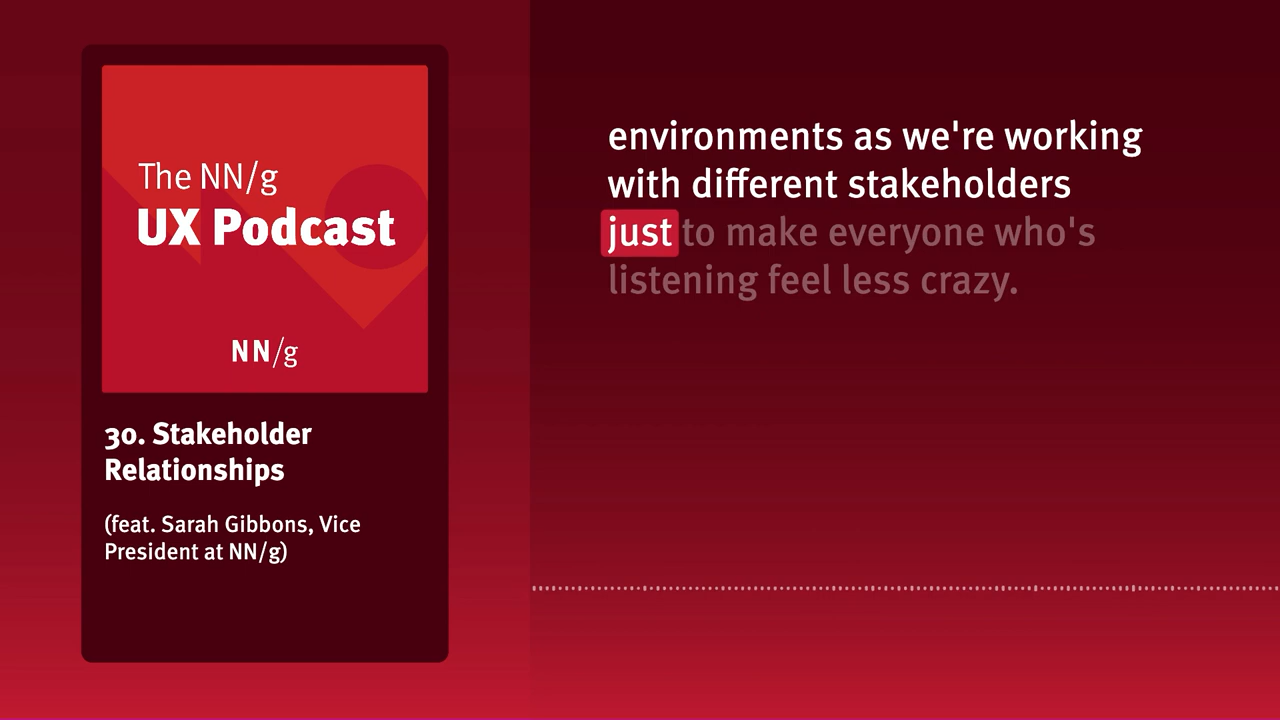 The NN/g
UX Podcast
NN/g
30. Stakeholder
Relationships
(feat. Sarah Gibbons, Vice
President at NN/g)
environments as we're working
with different stakeholders
just to make everyone who's
listening feel less crazy.